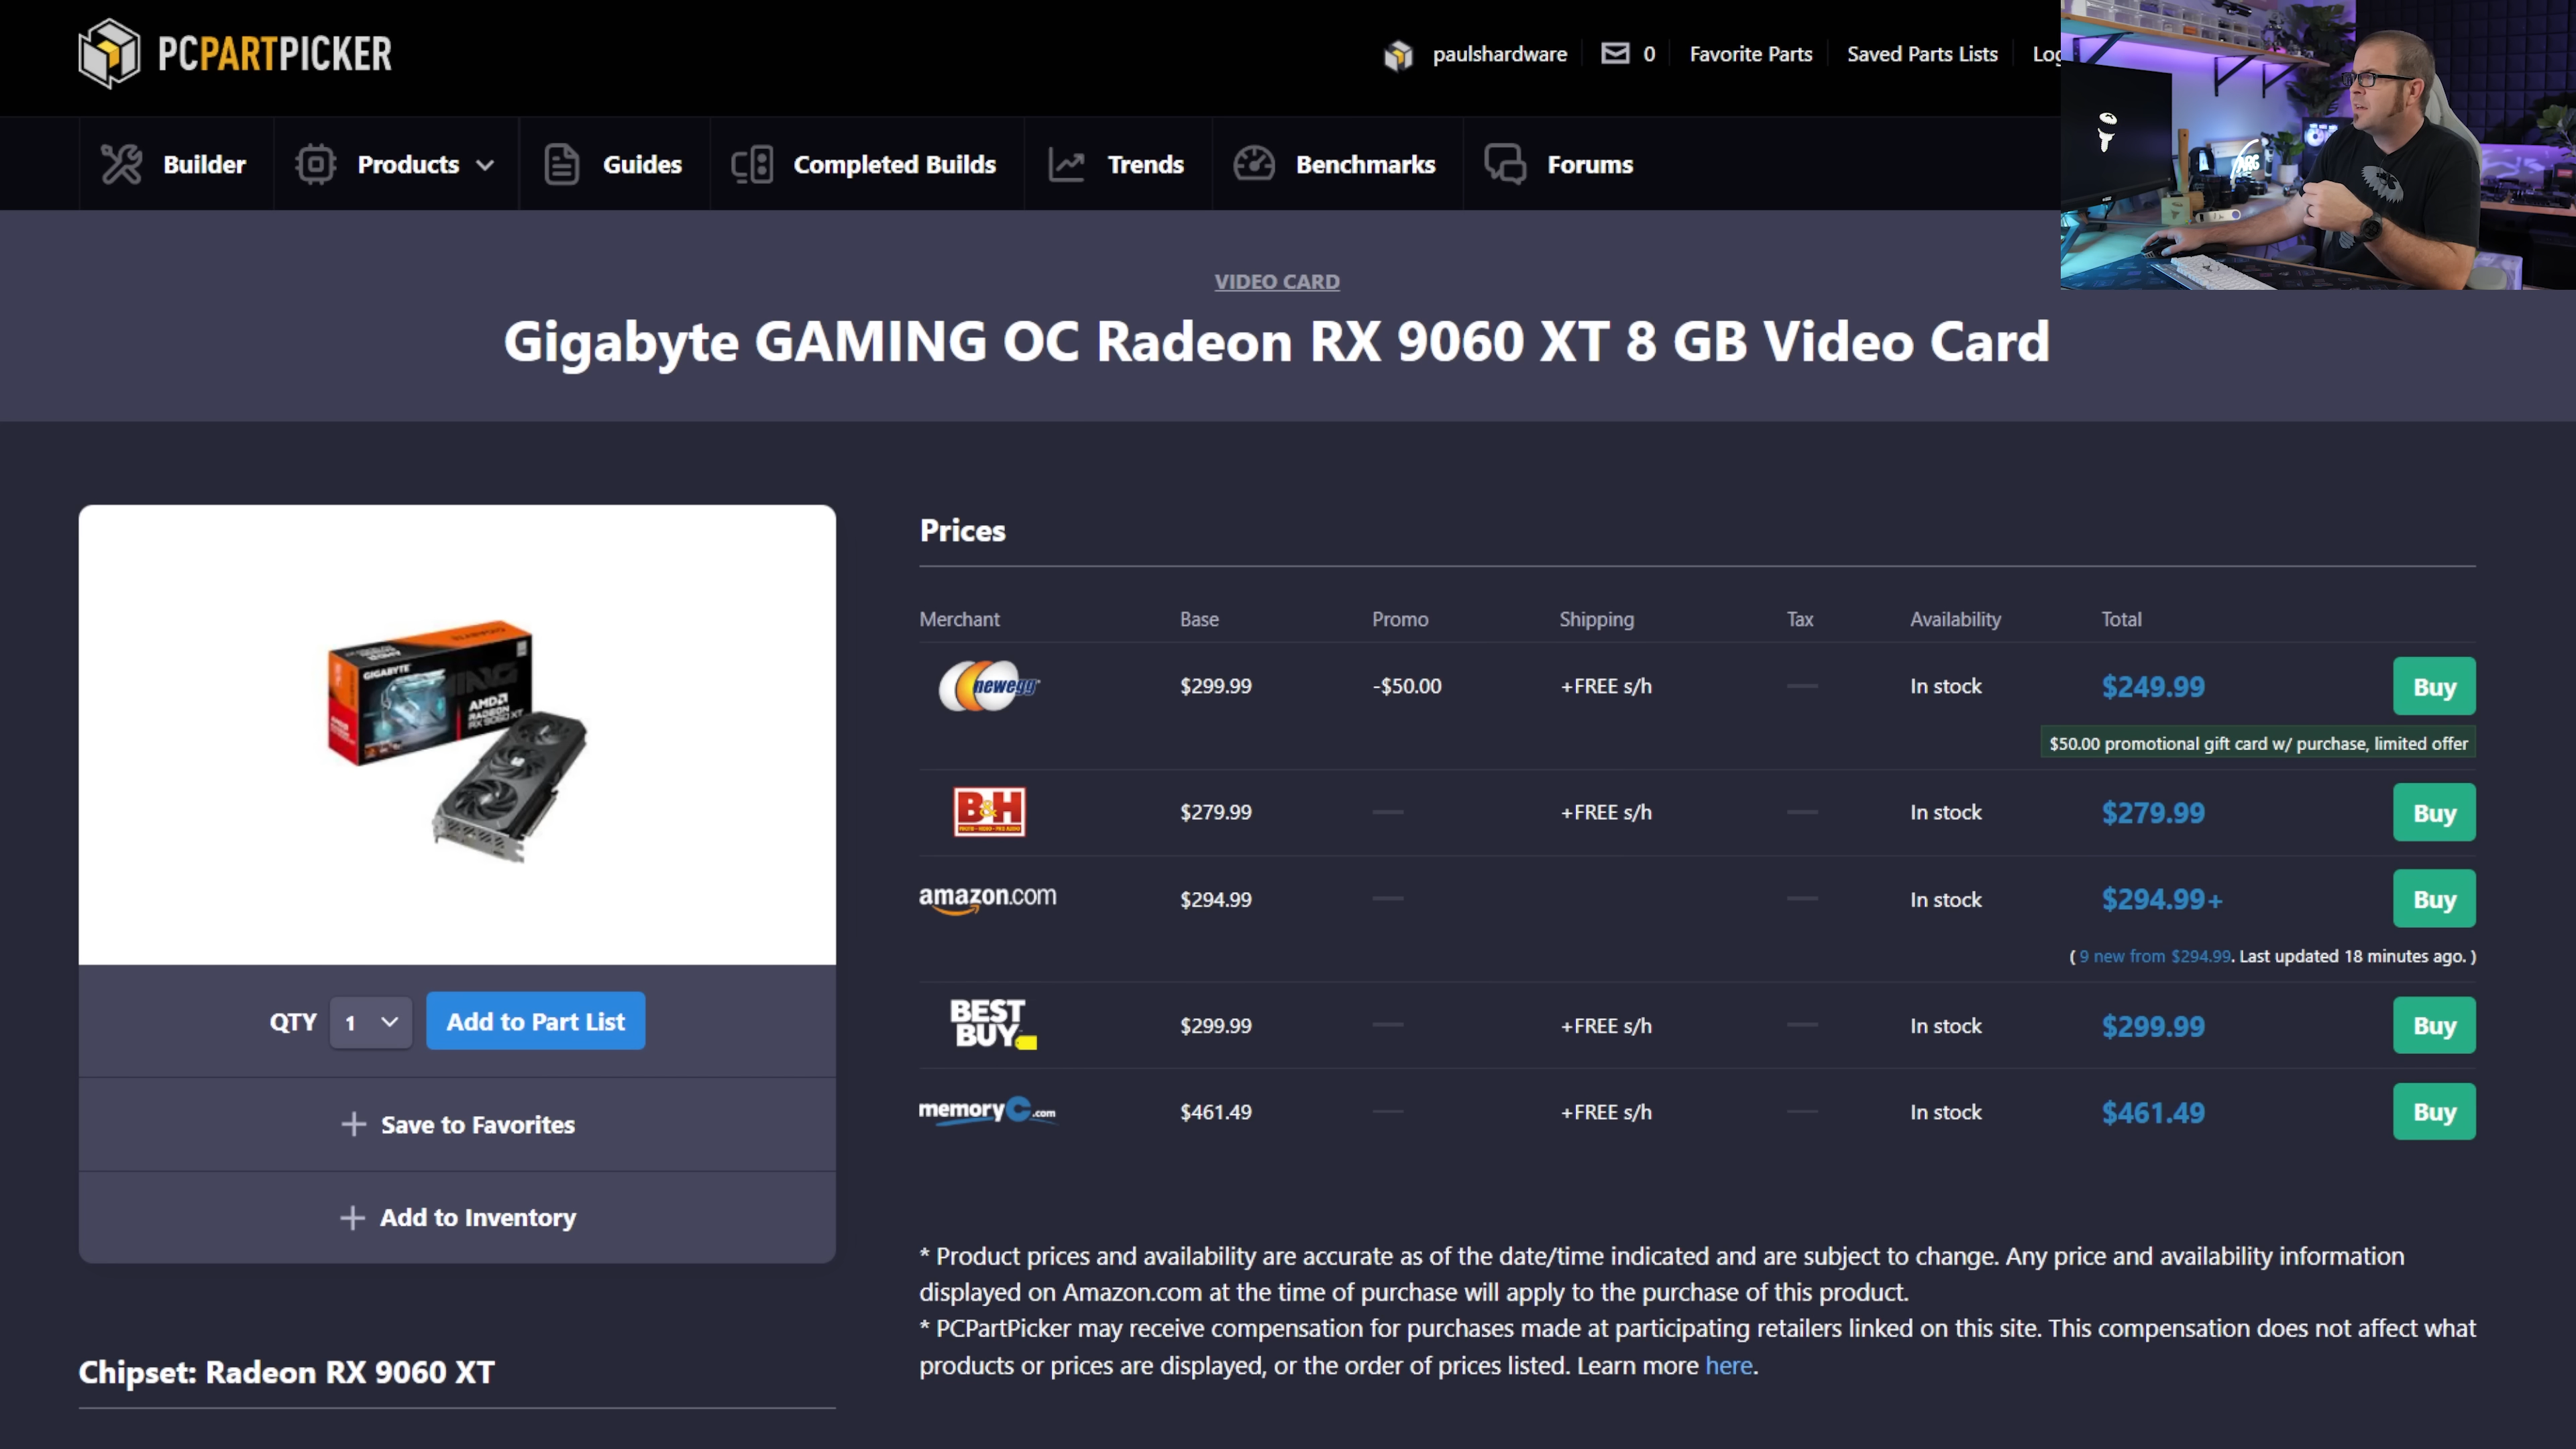 PCPARTPICKER
paulshardware 0 Favorite Parts Saved Parts Lists Log
Builder Products Guides Completed Builds Trends Benchmarks Forums
VIDEO CARD
Gigabyte GAMING OC Radeon RX 9060 XT 8 GB Video Card
GIGABYTE
AMD
RADEON
RX 9060 XT
QTY 1 Add to Part List
Save to Favorites
Add to Inventory
Chipset: Radeon RX 9060 XT
Prices
Merchant Base Promo Shipping Tax Availability Total
newegg $299.99 -$50.00 +FREE s/h — In stock $249.99 Buy
$50.00 promotional gift card w/ purchase, limited offer
B&H $279.99 — +FREE s/h — In stock $279.99 Buy
amazon.com $294.99 — — In stock $294.99+ Buy
( 9 new from $294.99. Last updated 18 minutes ago. )
BEST
BUY $299.99 — +FREE s/h — In stock $299.99 Buy
memoryC.com $461.49 — +FREE s/h — In stock $461.49 Buy
* Product prices and availability are accurate as of the date/time indicated and are subject to change. Any price and availability information
displayed on Amazon.com at the time of purchase will apply to the purchase of this product.
* PCPartPicker may receive compensation for purchases made at participating retailers linked on this site. This compensation does not affect what
products or prices are displayed, or the order of prices listed. Learn more here.